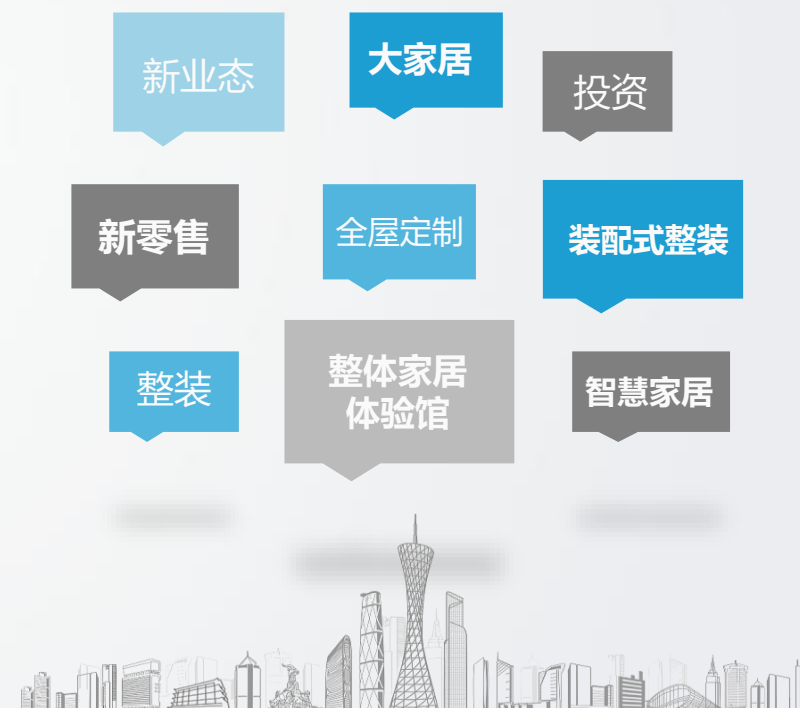 新业态
大家居
投资
新零售
全屋定制
装配式整装
整装
整体家居
体验馆
智慧家居